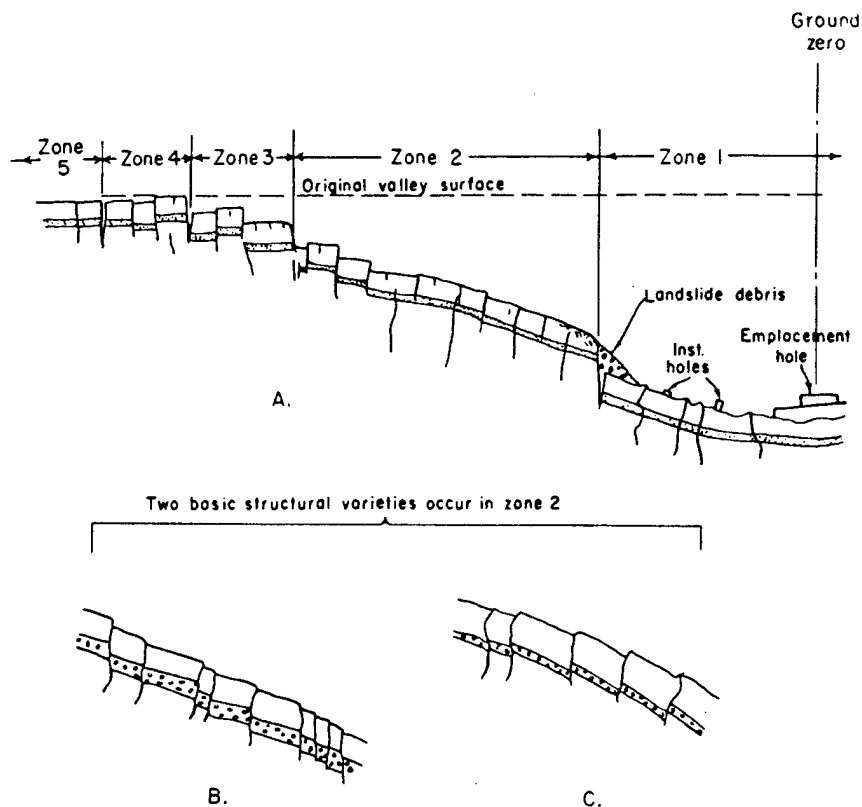 Ground
zero
Zone
5
Zone 4
Zone 3
Zone 2
Zone 1
Original valley surface
Landslide debris
Emplacement
hole
Inst.
holes
A.
Two basic structural varieties occur in zone 2
B.
C.